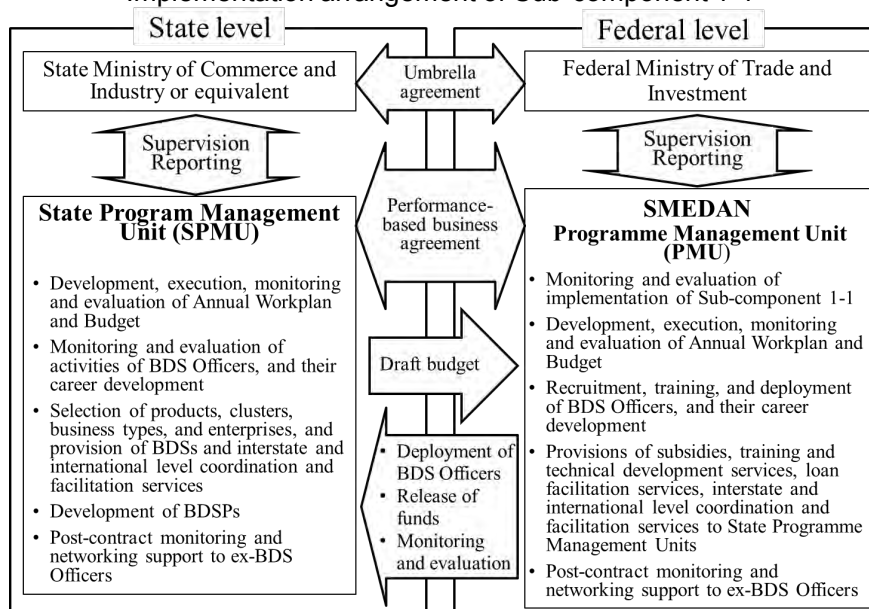 Implementation arrangement of Sub-component 1-1
State level
Federal level
State Ministry of Commerce and
Industry or equivalent
Umbrella
agreement
Federal Ministry of Trade and
Investment
Supervision
Reporting
Supervision
Reporting
State Program Management
Unit (SPMU)
• Development, execution, monitoring
and evaluation of Annual Workplan
and Budget
• Monitoring and evaluation of
activities of BDS Officers, and their
career development
• Selection of products, clusters,
business types, and enterprises, and
provision of BDSs and interstate and
international level coordination and
facilitation services
• Development of BDSPs
• Post-contract monitoring and
networking support to ex-BDS
Officers
Performance-
based business
agreement
Draft budget
• Deployment of
BDS Officers
• Release of
funds
• Monitoring
and evaluation
SMEDAN
Programme Management Unit
(PMU)
• Monitoring and evaluation of
implementation of Sub-component 1-1
• Development, execution, monitoring
and evaluation of Annual Workplan and
Budget
• Recruitment, training, and deployment
of BDS Officers, and their career
development
• Provisions of subsidies, training and
technical development services, loan
facilitation services, interstate and
international level coordination and
facilitation services to State Programme
Management Units
• Post-contract monitoring and
networking support to ex-BDS Officers